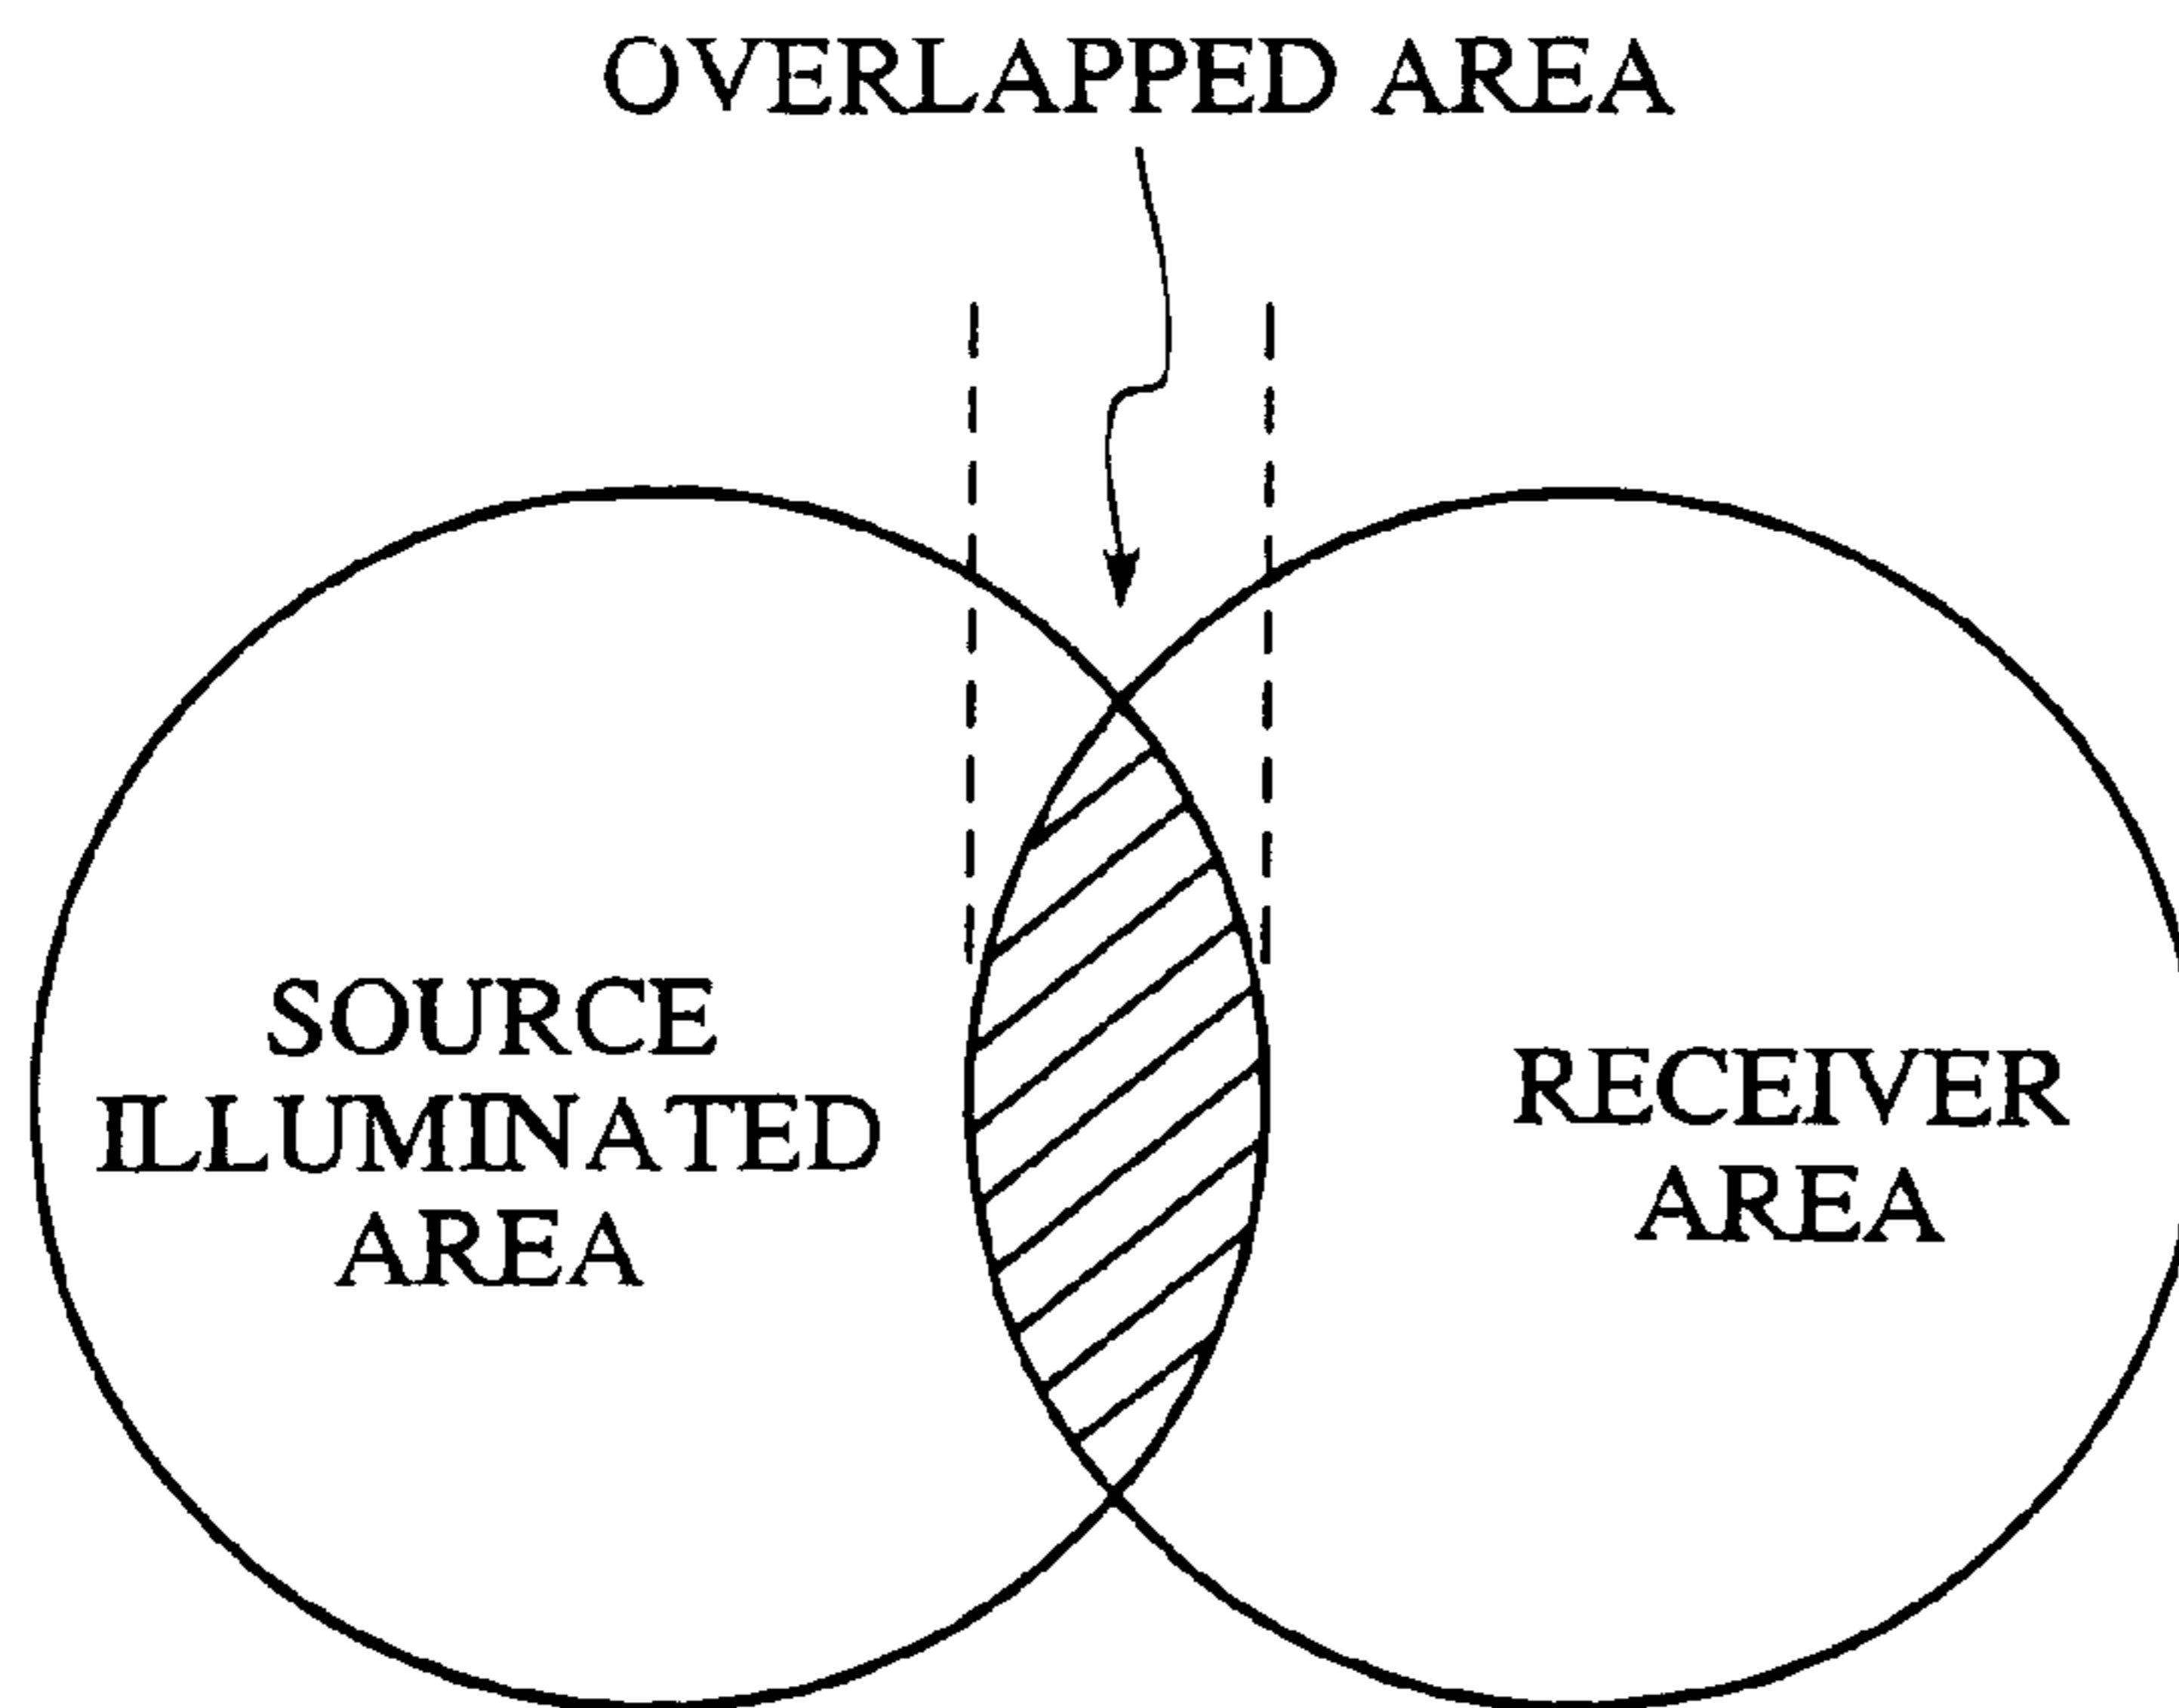 OVERLAPPED AREA
SOURCE
ILLUMINATED
AREA
RECEIVER
AREA